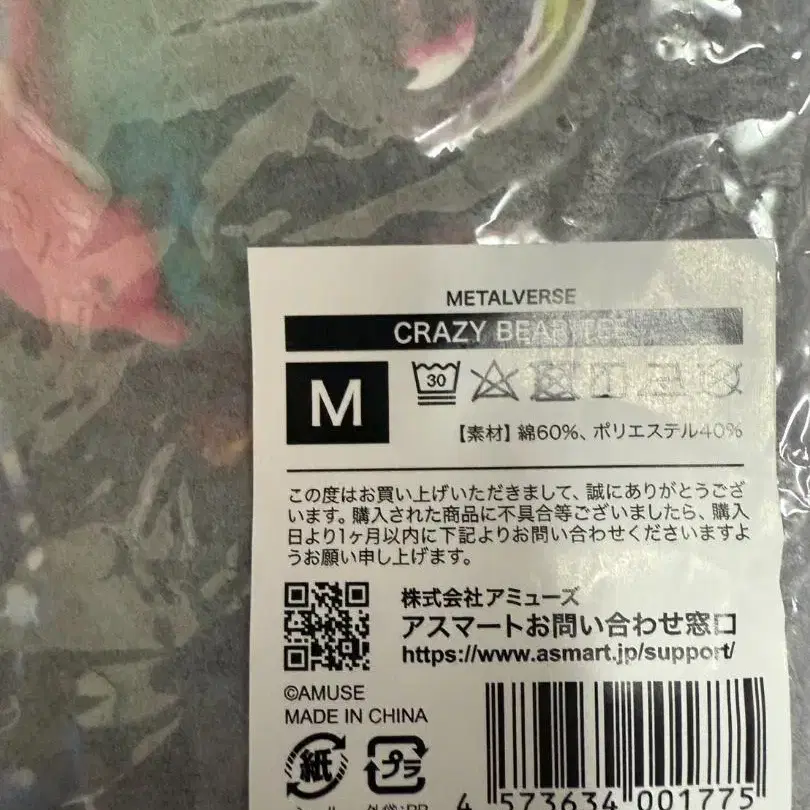 METALVERSE
CRAZY BEAR TEE
M
30
【素材】綿60%、ポリエステル40%
この度はお買い上げいただきまして、誠にありがとうござ
います。購入された商品に不具合等ございましたら、購入
日より1ヶ月以内に下記よりお問い合わせくださいますよ
うお願い申し上げます。
株式会社アミューズ
アスマートお問い合わせ窓口
https://www.asmart.jp/support/
©AMUSE
MADE IN CHINA
紙 プラ
4 573634 001775